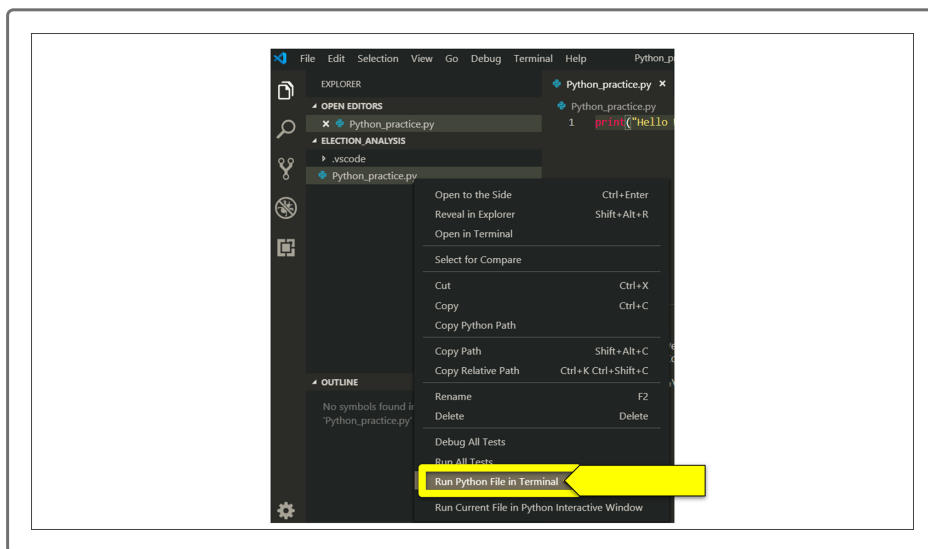 File Edit Selection View Go Debug Terminal Help Python_p
EXPLORER
OPEN EDITORS
Python_practice.py
ELECTION_ANALYSIS
.vscode
Python_practice.py
OUTLINE
No symbols found in
'Python_practice.py'
Python_practice.py
Python_practice.py
1 print("Hello
Open to the Side Ctrl+Enter
Reveal in Explorer Shift+Alt+R
Open in Terminal
Select for Compare
Cut Ctrl+X
Copy Ctrl+C
Copy Python Path
Copy Path Shift+Alt+C
Copy Relative Path Ctrl+K Ctrl+Shift+C
Rename F2
Delete Delete
Debug All Tests
Run All Tests
Run Python File in Terminal
Run Current File in Python Interactive Window